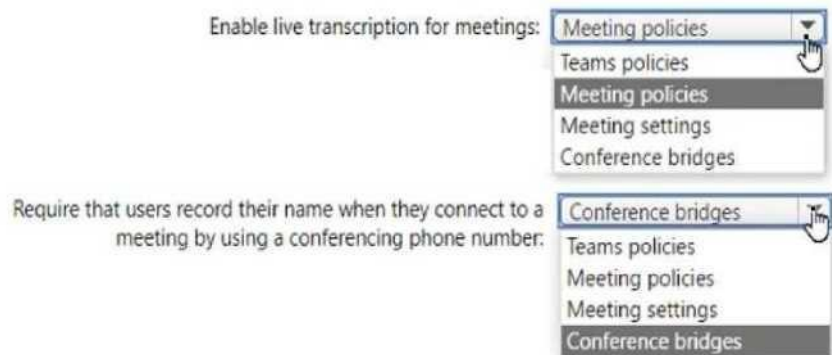 Enable live transcription for meetings: Meeting policies
Teams policies
Meeting policies
Meeting settings
Conference bridges
Require that users record their name when they connect to a Conference bridges
meeting by using a conferencing phone number:
Teams policies
Meeting policies
Meeting settings
Conference bridges